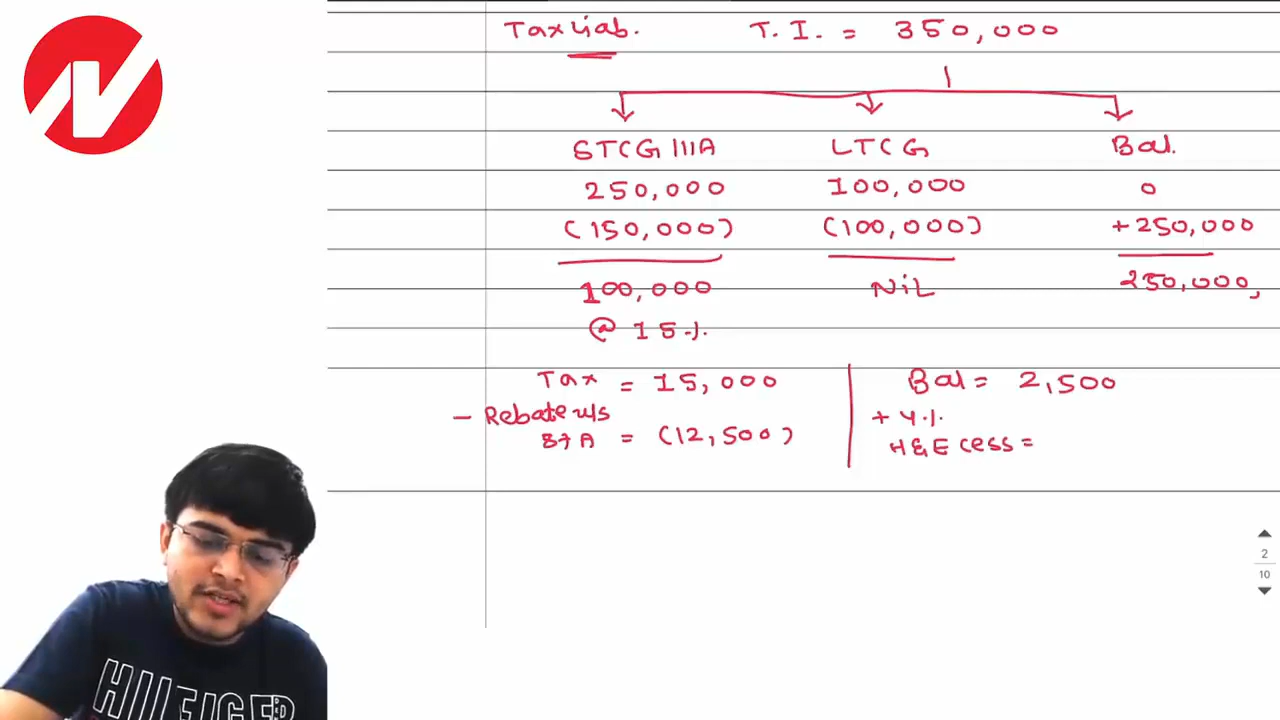 Tax Liab. T. I. = 350,000
STCG 111A LTCG Bal.
250,000 100,000 0
(150,000) (100,000) +250,000
100,000 NiL 250,000,
@ 15%
Tax = 15,000 Bal = 2,500
- Rebate u/s + 4%
87A = (12,500) H&E Cess =
2
10
HILFIGER